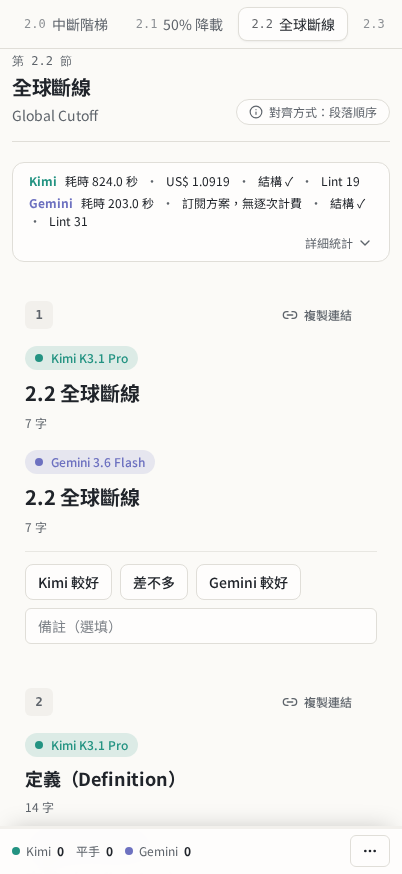 2.0 中斷階梯 2.1 50% 降載 2.2 全球斷線 2.3
第 2.2 節
全球斷線
Global Cutoff
對齊方式：段落順序
Kimi 耗時 824.0 秒 · US$ 1.0919 · 結構 ✓ · Lint 19
Gemini 耗時 203.0 秒 · 訂閱方案，無逐次計費 · 結構 ✓
· Lint 31
詳細統計
1 複製連結
Kimi K3.1 Pro
2.2 全球斷線
7 字
Gemini 3.6 Flash
2.2 全球斷線
7 字
Kimi 較好 差不多 Gemini 較好
備註（選填）
2 複製連結
Kimi K3.1 Pro
定義（Definition）
14 字
Kimi 0 平手 0 Gemini 0 ...